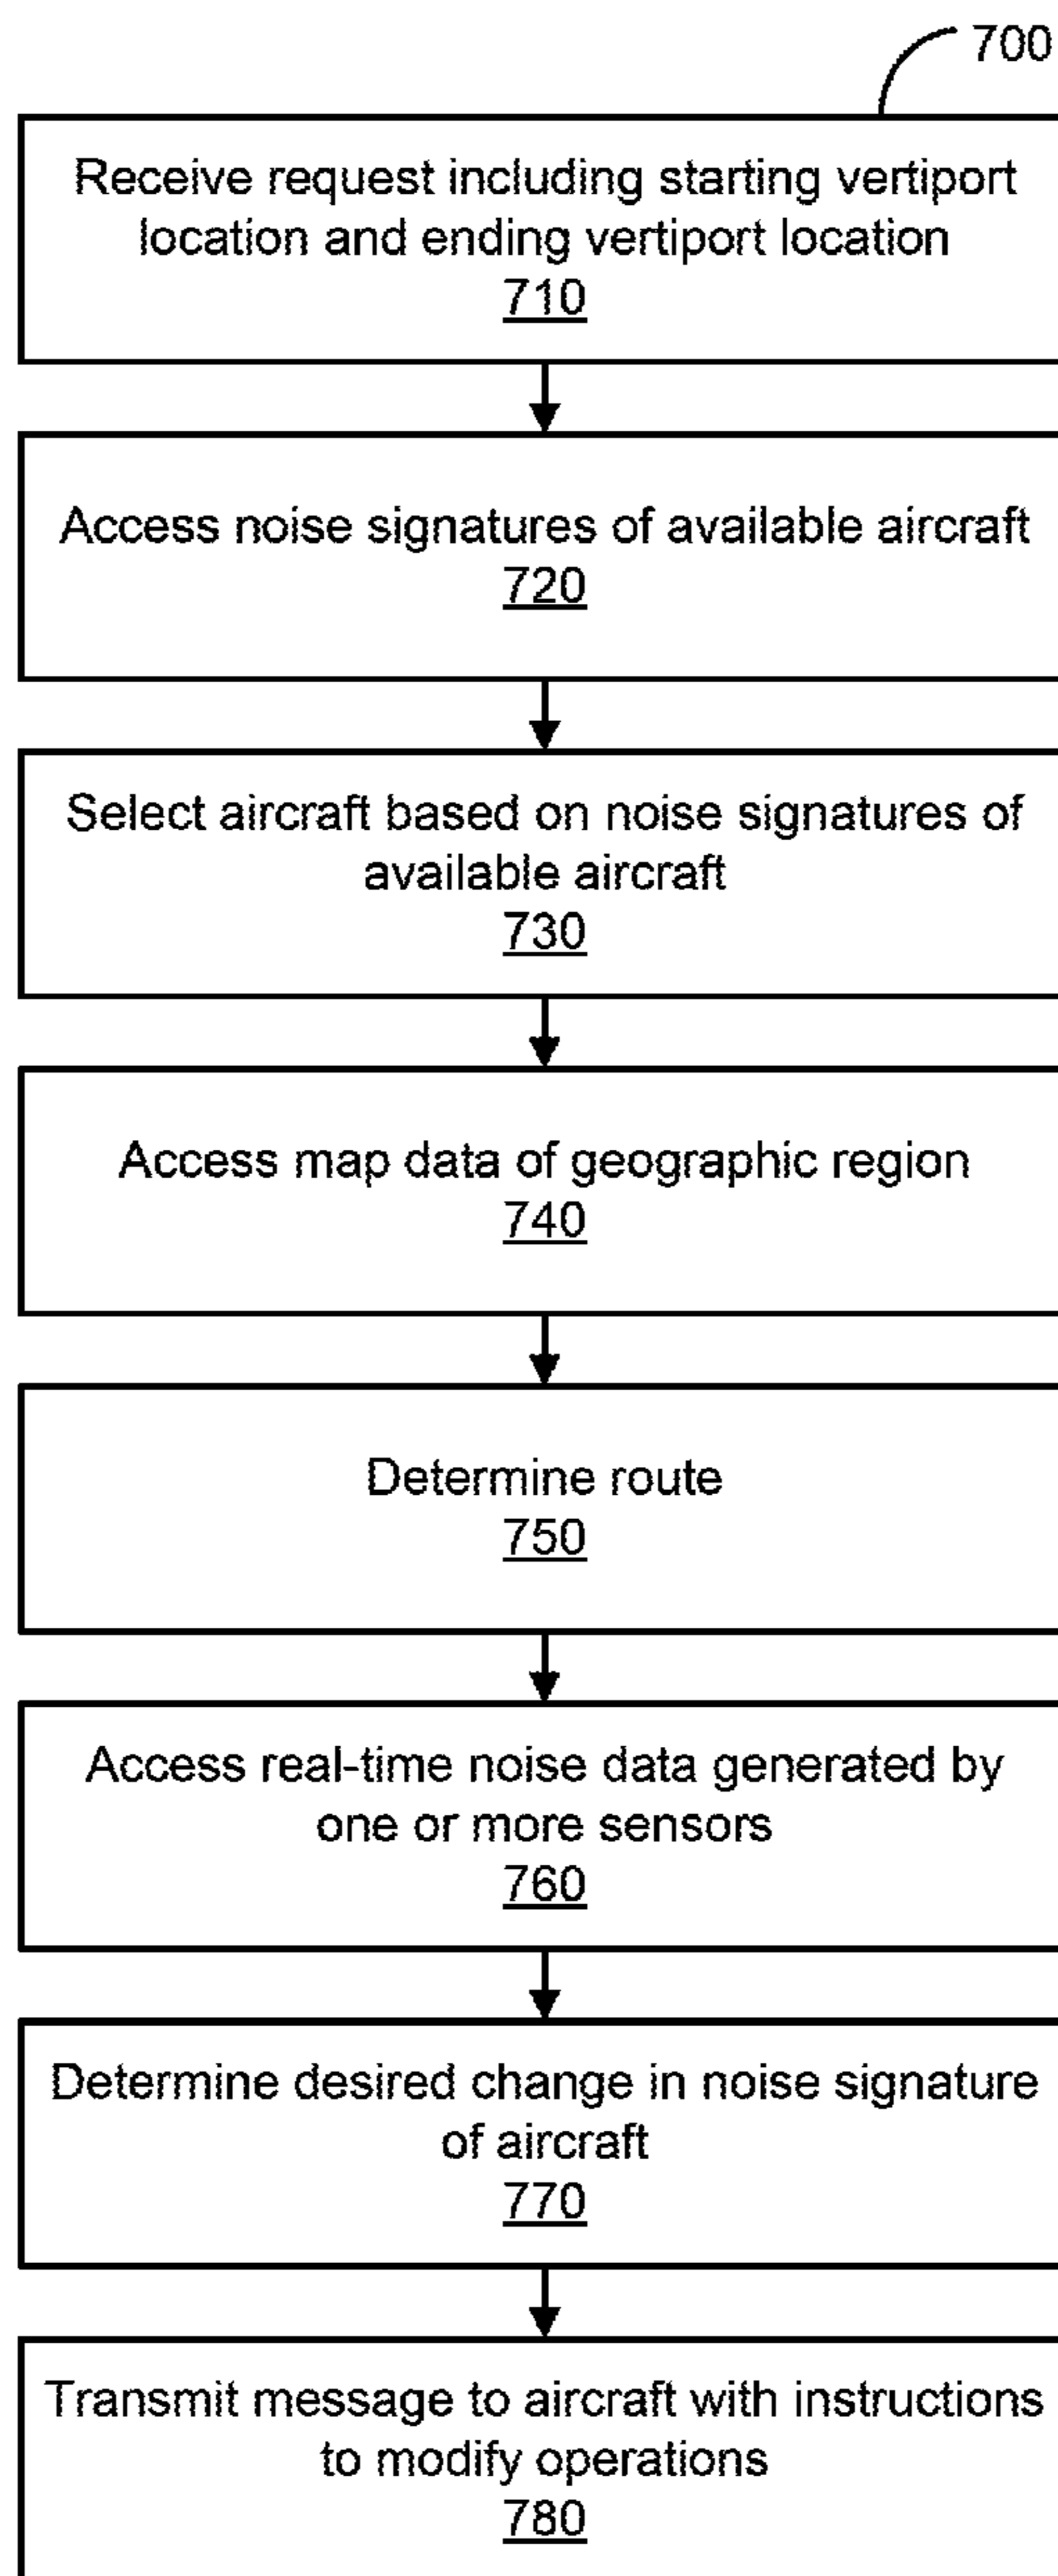 700
Receive request including starting vertiport
location and ending vertiport location
710
Access noise signatures of available aircraft
720
Select aircraft based on noise signatures of
available aircraft
730
Access map data of geographic region
740
Determine route
750
Access real-time noise data generated by
one or more sensors
760
Determine desired change in noise signature
of aircraft
770
Transmit message to aircraft with instructions
to modify operations
780